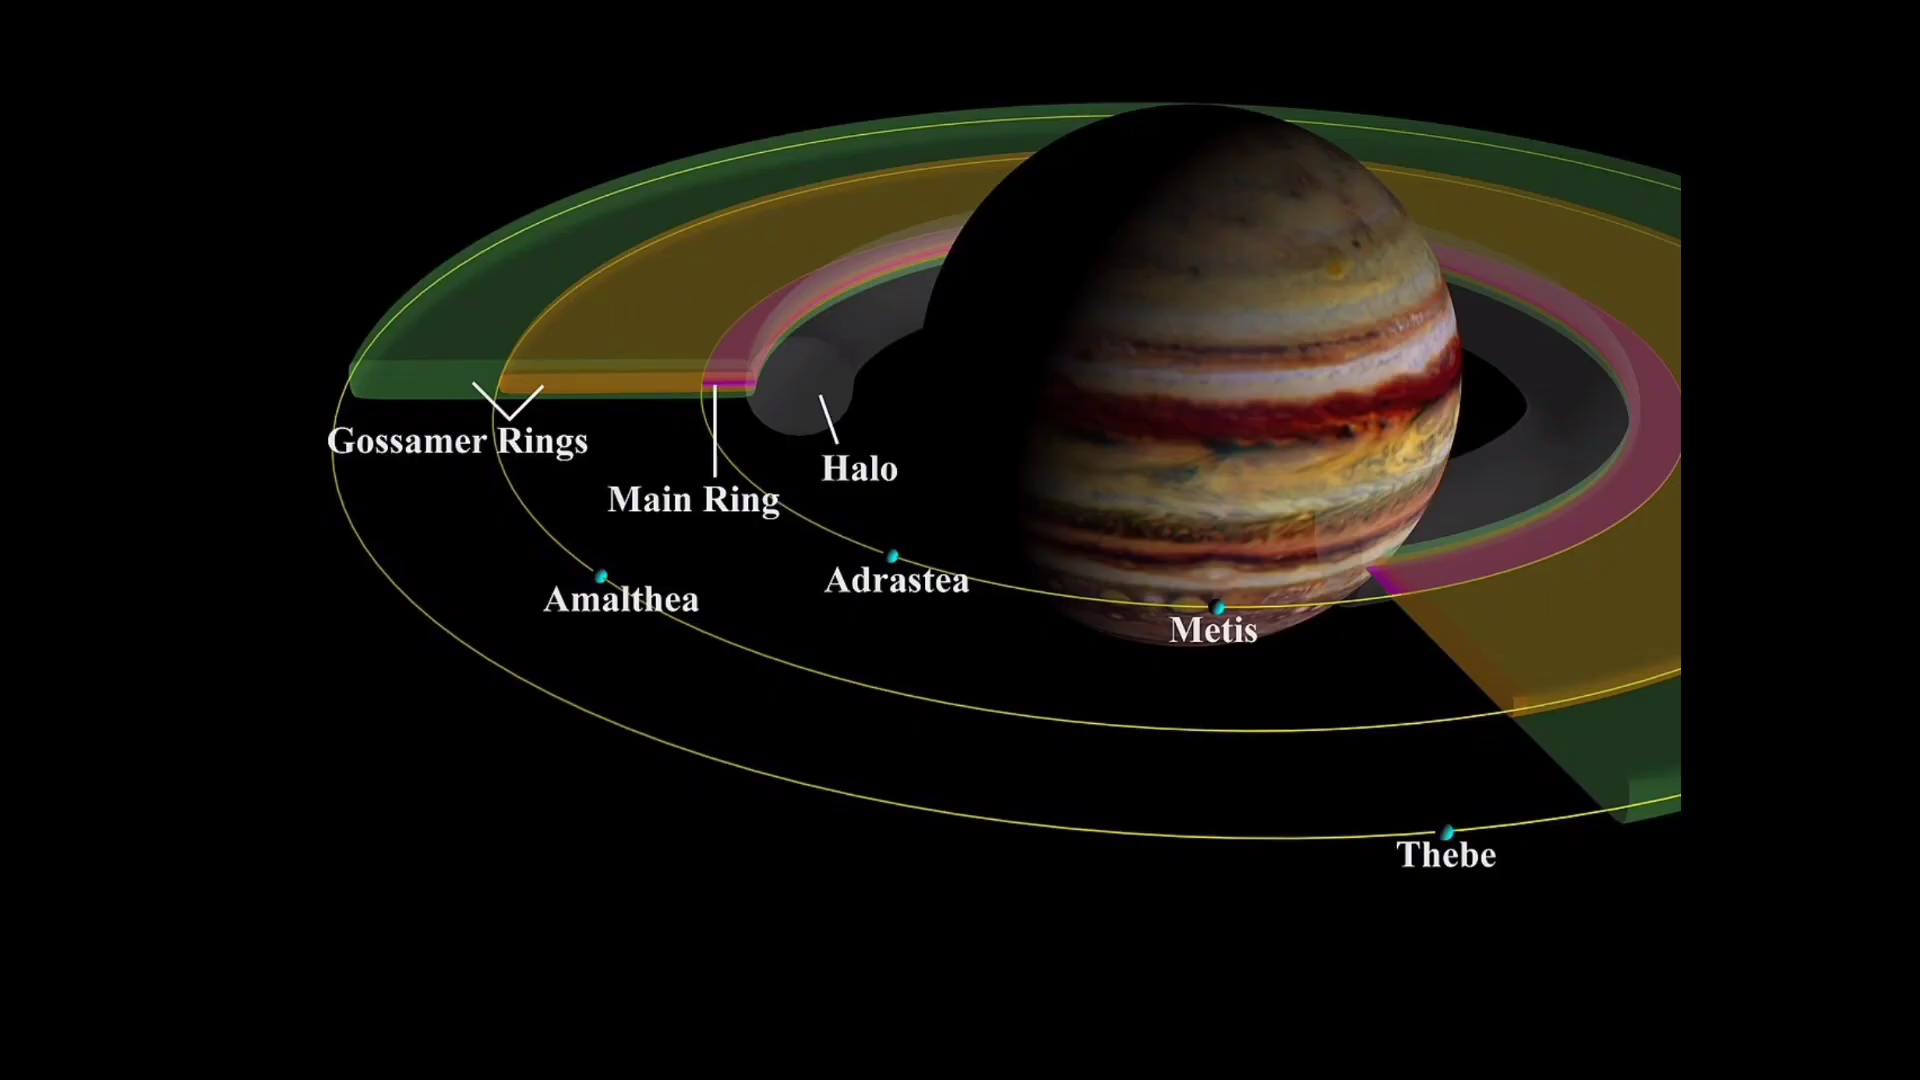 Gossamer Rings
Halo
Main Ring
Adrastea
Amalthea
Metis
Thebe